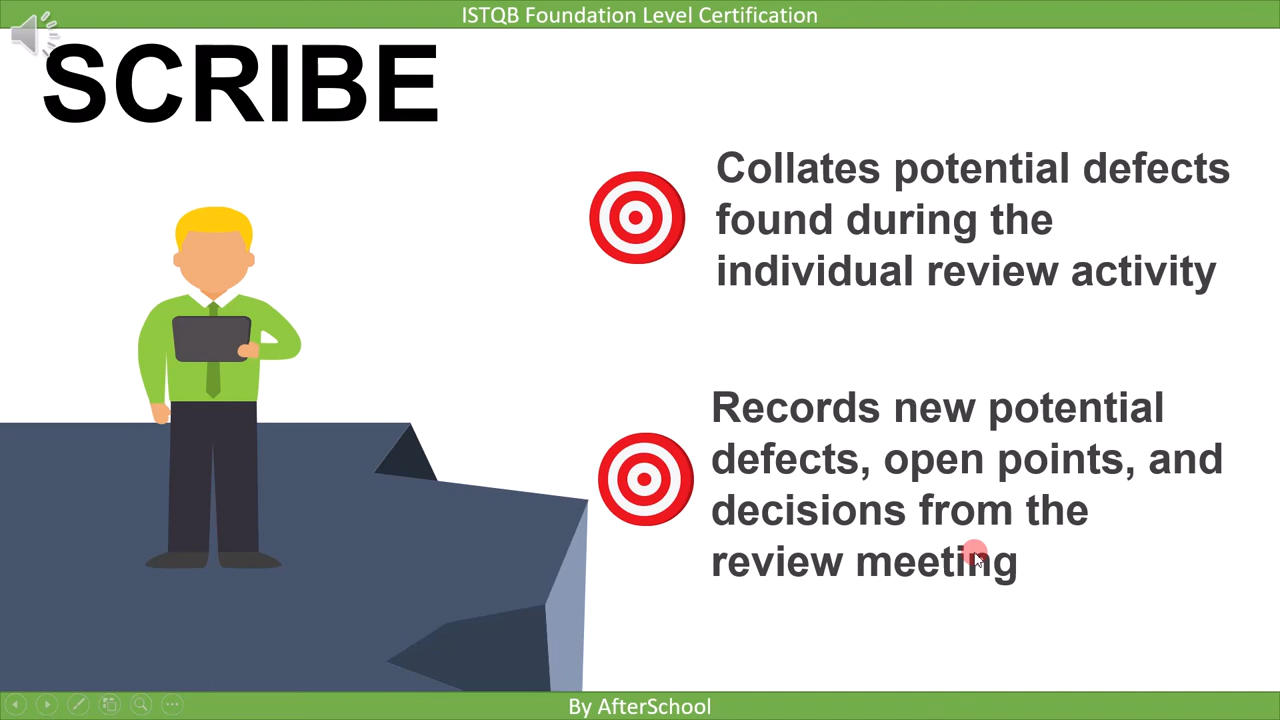 ISTQB Foundation Level Certification
SCRIBE
Collates potential defects
found during the
individual review activity
Records new potential
defects, open points, and
decisions from the
review meeting
By AfterSchool